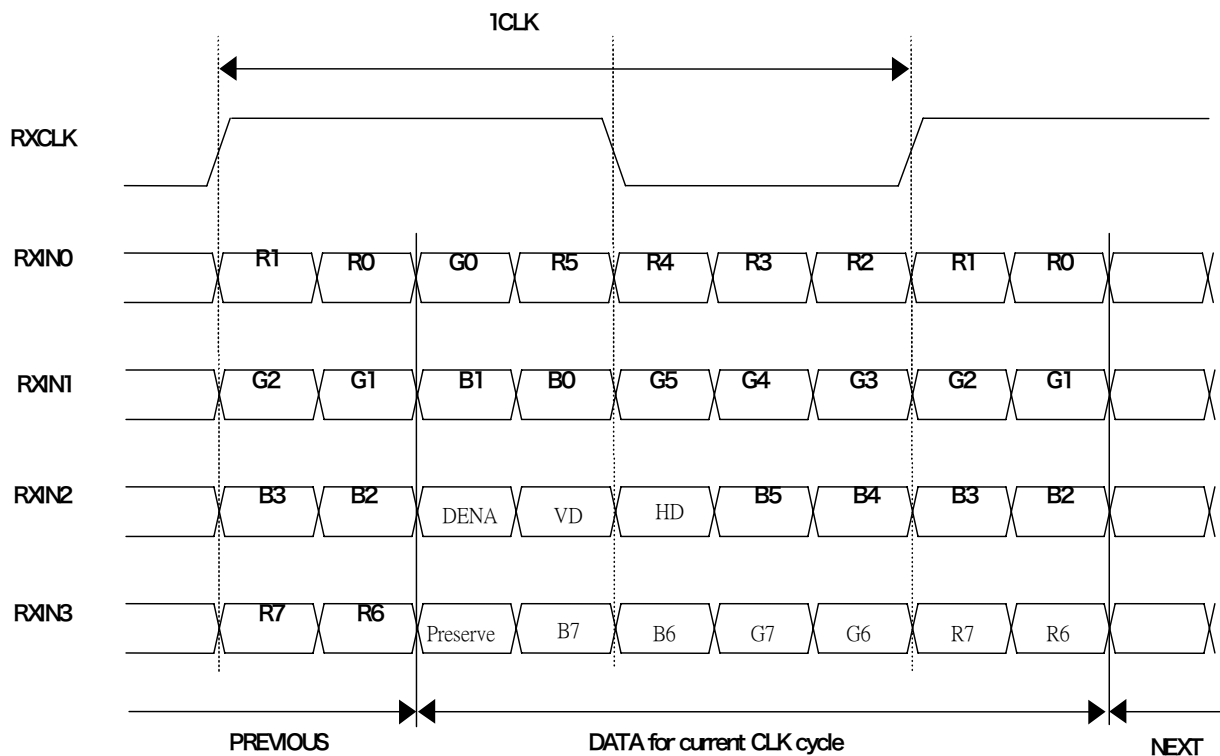 1CLK
RXCLK
RXIN0 R1 R0 G0 R5 R4 R3 R2 R1 R0
RXIN1 G2 G1 B1 B0 G5 G4 G3 G2 G1
RXIN2 B3 B2 DENA VD HD B5 B4 B3 B2
RXIN3 R7 R6 Preserve B7 B6 G7 G6 R7 R6
PREVIOUS DATA for current CLK cycle NEXT